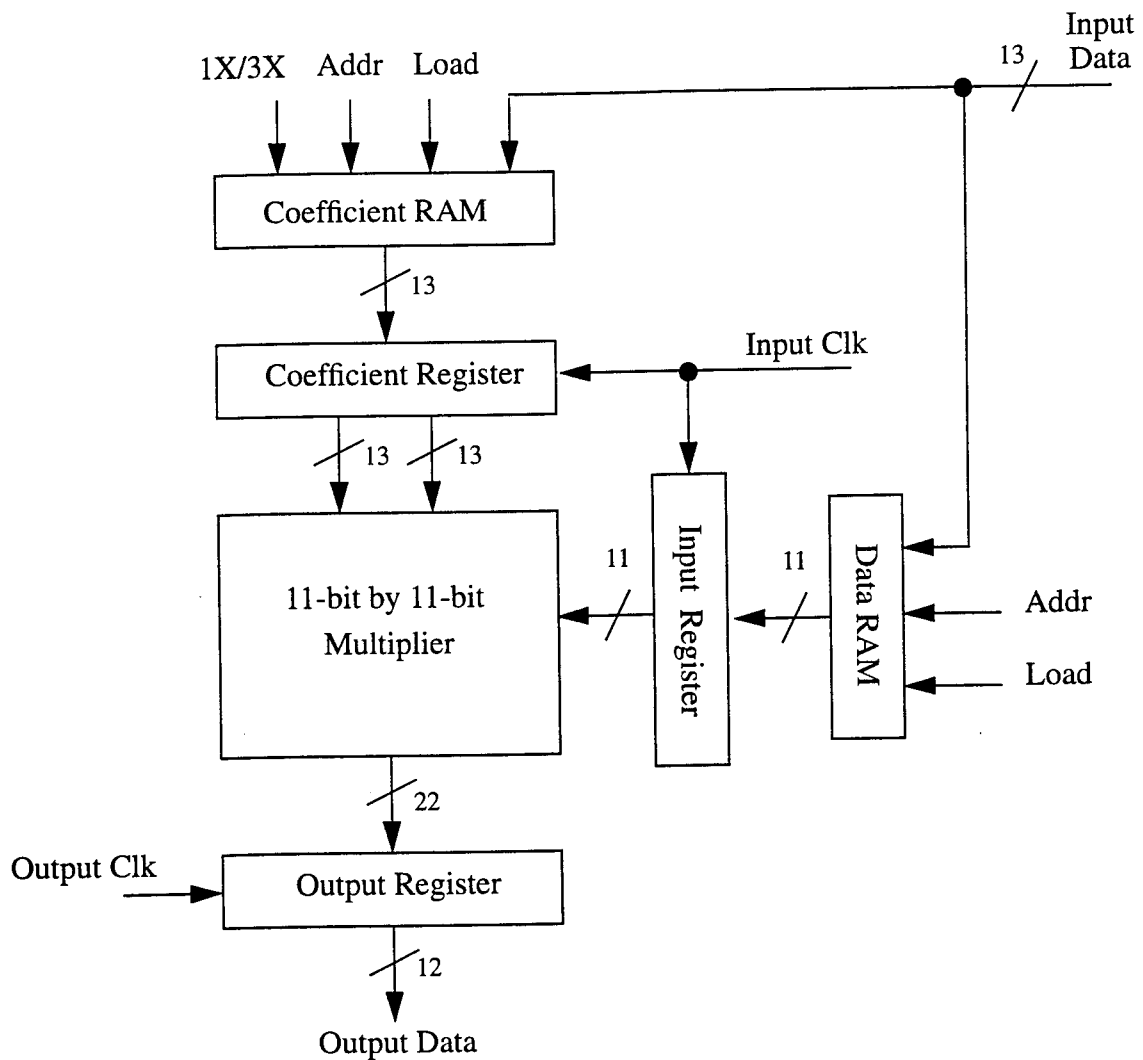 Input
Data
13
1X/3X Addr Load
Coefficient RAM
13
Input Clk
Coefficient Register
13 13
11-bit by 11-bit
Multiplier
11
Input Register
11
Data RAM
Addr
Load
22
Output Clk
Output Register
12
Output Data